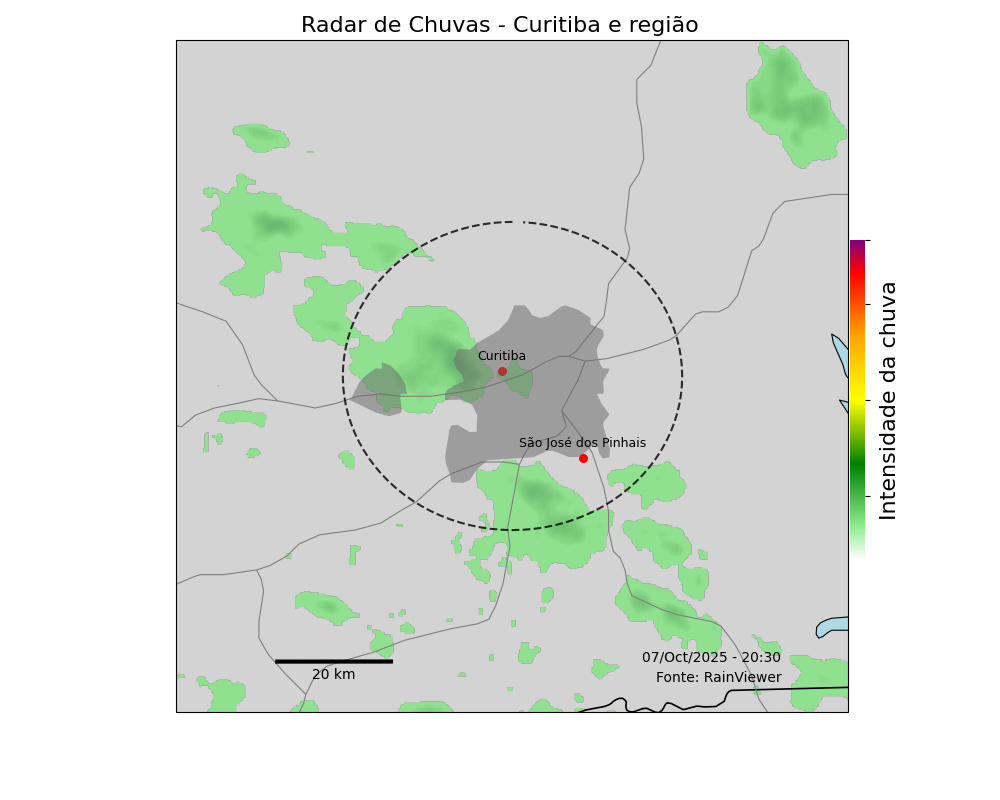 Radar de Chuvas - Curitiba e região
Curitiba
São José dos Pinhais
Intensidade da chuva
20 km
07/Oct/2025 - 20:30
Fonte: RainViewer